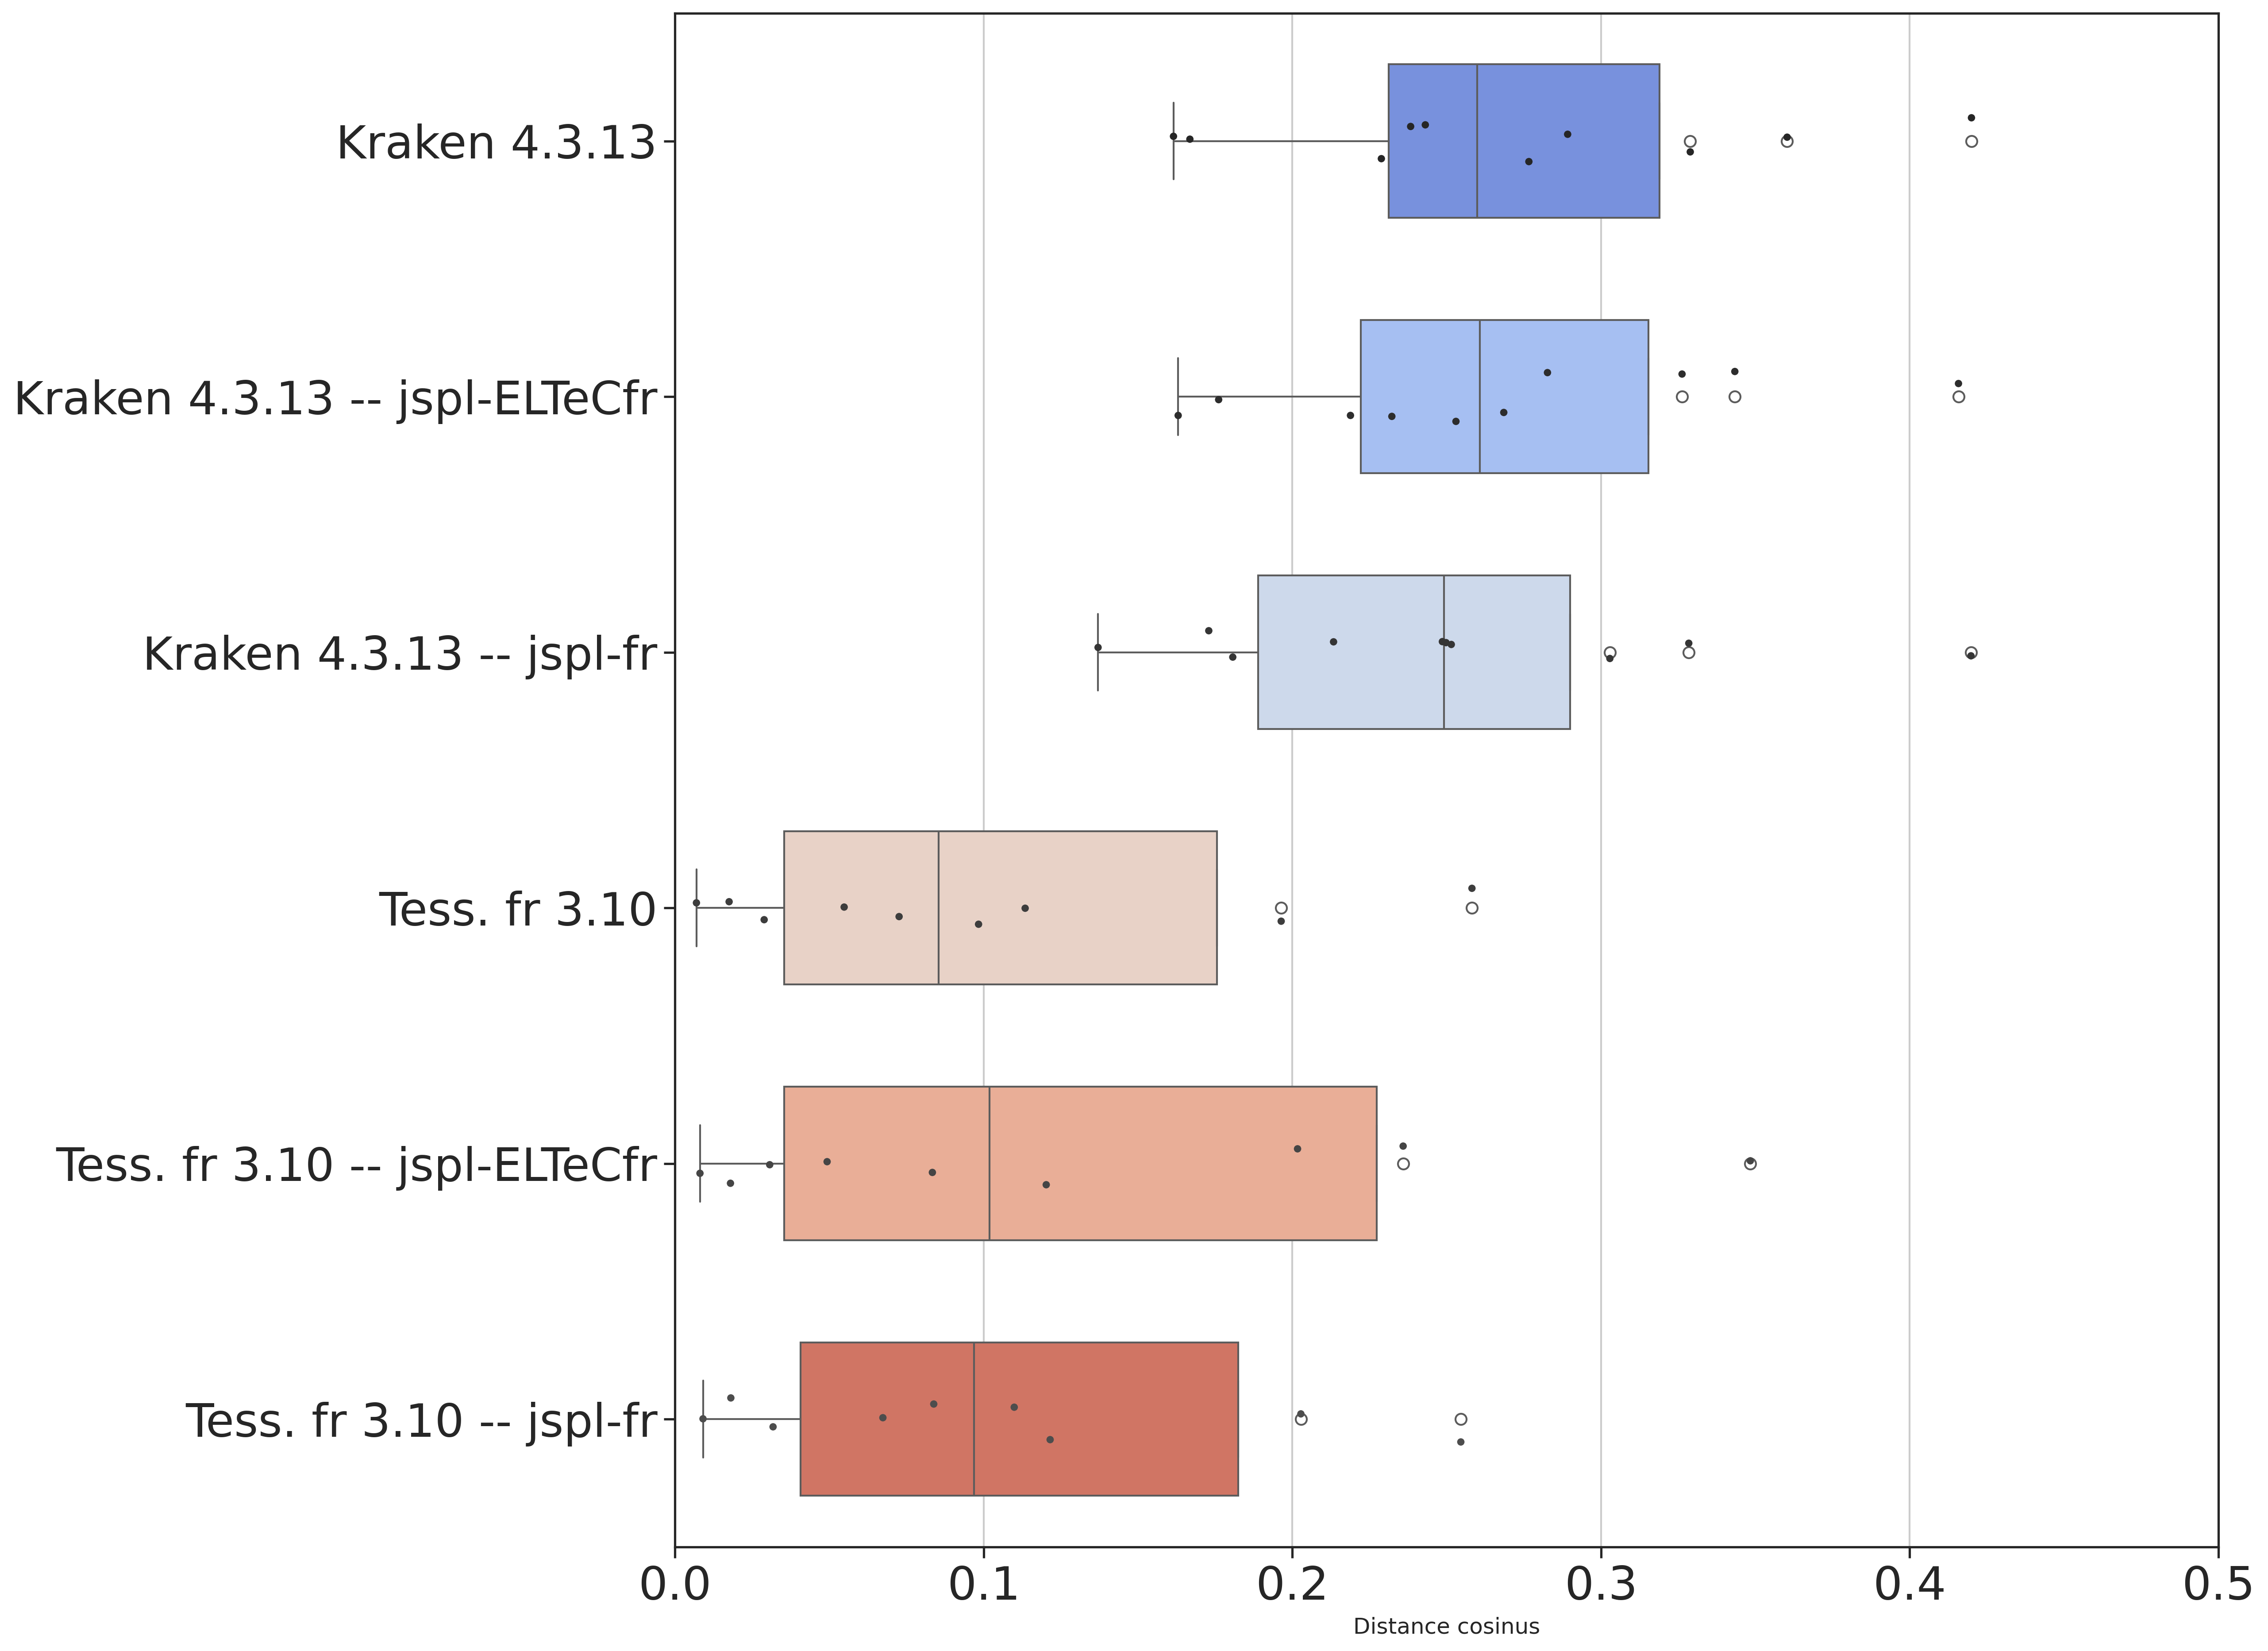 Kraken 4.3.13
Kraken 4.3.13 -- jspl-ELTeCfr
Kraken 4.3.13 -- jspl-fr
Tess. fr 3.10
Tess. fr 3.10 -- jspl-ELTeCfr
Tess. fr 3.10 -- jspl-fr
0.0 0.1 0.2 0.3 0.4 0.5
Distance cosinus